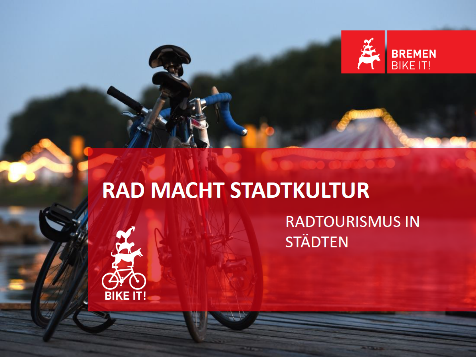 BREMEN
BIKE IT!
RAD MACHT STADTKULTUR
RADTOURISMUS IN
STÄDTEN
BIKE IT!